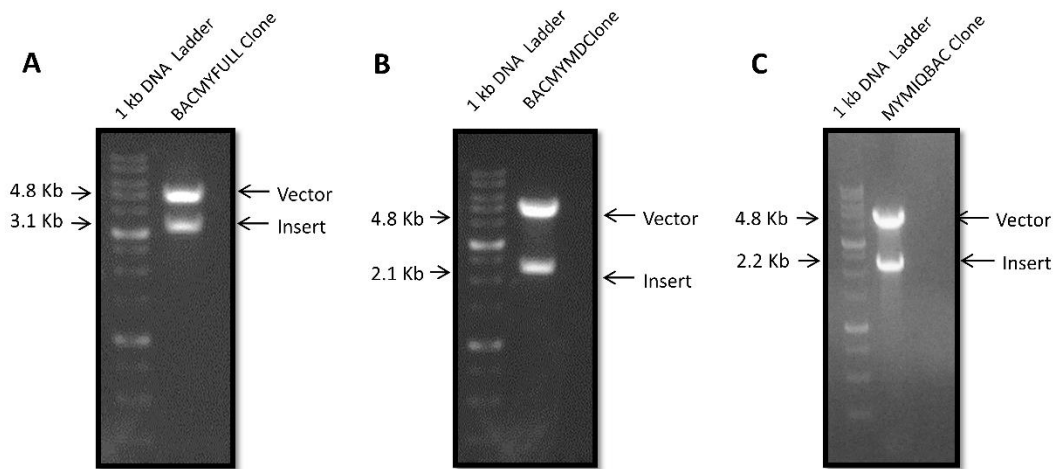 A
1 kb DNA Ladder
BACMYFULL Clone
4.8 Kb
3.1 Kb
Vector
Insert
B
1 kb DNA Ladder
BACMYMDClone
4.8 Kb
2.1 Kb
Vector
Insert
C
1 kb DNA Ladder
MYMIQBAC Clone
4.8 Kb
2.2 Kb
Vector
Insert